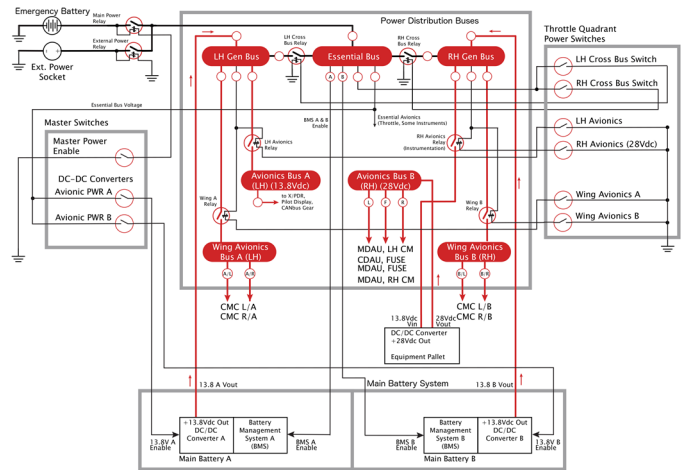 Emergency Battery
Main Power
Relay
External Power
Relay
Ext. Power
Socket
Power Distribution Buses
LH Cross
Bus Relay
RH Cross
Bus Relay
LH Gen Bus
Essential Bus
RH Gen Bus
A
B
Throttle Quadrant
Power Switches
LH Cross Bus Switch
RH Cross Bus Switch
LH Avionics
RH Avionics (28Vdc)
Wing Avionics A
Wing Avionics B
Essential Bus Voltage
BMS A & B
Enable
Essential Avionics
(Throttle, Some Instruments)
Master Switches
Master Power
Enable
DC-DC Converters
Avionic PWR A
Avionic PWR B
LH Avionics
Relay
RH Avionics
Relay
(Instrumentation)
Avionics Bus A
(LH) (13.8Vdc)
to X/PDR,
Pilot Display,
CANbus Gear
Avionics Bus B
(RH) (28Vdc)
L
F
R
Wing A
Relay
Wing B
Relay
MDAU, LH CM
CDAU, FUSE
MDAU, FUSE
MDAU, RH CM
Wing Avionics
Bus A (LH)
A/L
A/R
CMC L/A
CMC R/A
Wing Avionics
Bus B (RH)
B/L
B/R
CMC L/B
CMC R/B
13.8Vdc
Vin
28Vdc
Vout
DC/DC Converter
+28Vdc Out
Equipment Pallet
13.8 A Vout
Main Battery System
13.8 B Vout
13.8V A
Enable
+13.8Vdc Out
DC/DC
Converter A
Battery
Management
System A
(BMS)
BMS A
Enable
Main Battery A
BMS B
Enable
Battery
Management
System B
(BMS)
+13.8Vdc Out
DC/DC
Converter B
13.8V B
Enable
Main Battery B